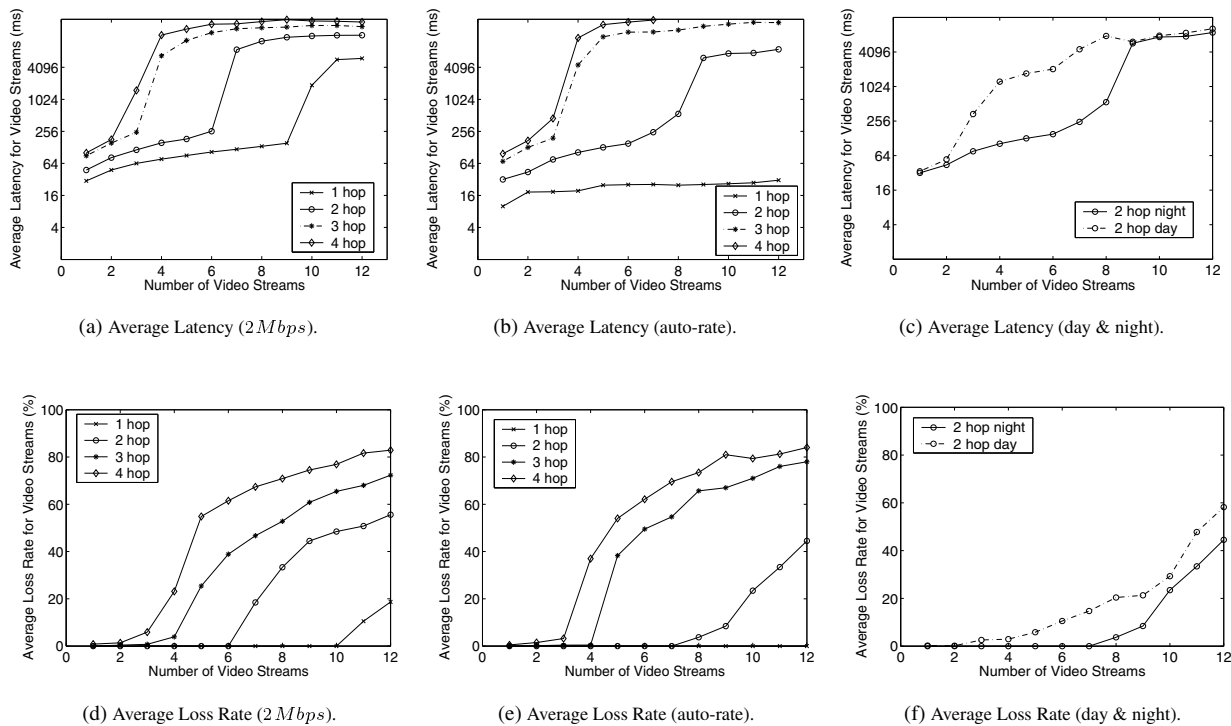 Average Latency for Video Streams (ms)
4096
1024
256
64
16
4
0
2
4
6
8
10
12
Number of Video Streams
1 hop
2 hop
3 hop
4 hop
(a) Average Latency (2Mbps).
Average Latency for Video Streams (ms)
4096
1024
256
64
16
4
0
2
4
6
8
10
12
Number of Video Streams
1 hop
2 hop
3 hop
4 hop
(b) Average Latency (auto-rate).
Average Latency for Video Streams (ms)
4096
1024
256
64
16
4
0
2
4
6
8
10
12
Number of Video Streams
2 hop night
2 hop day
(c) Average Latency (day & night).
Average Loss Rate for Video Streams (%)
100
80
60
40
20
0
0
2
4
6
8
10
12
Number of Video Streams
1 hop
2 hop
3 hop
4 hop
(d) Average Loss Rate (2Mbps).
Average Loss Rate for Video Streams (%)
100
80
60
40
20
0
0
2
4
6
8
10
12
Number of Video Streams
1 hop
2 hop
3 hop
4 hop
(e) Average Loss Rate (auto-rate).
Average Loss Rate for Video Streams (%)
100
80
60
40
20
0
0
2
4
6
8
10
12
Number of Video Streams
2 hop night
2 hop day
(f) Average Loss Rate (day & night).